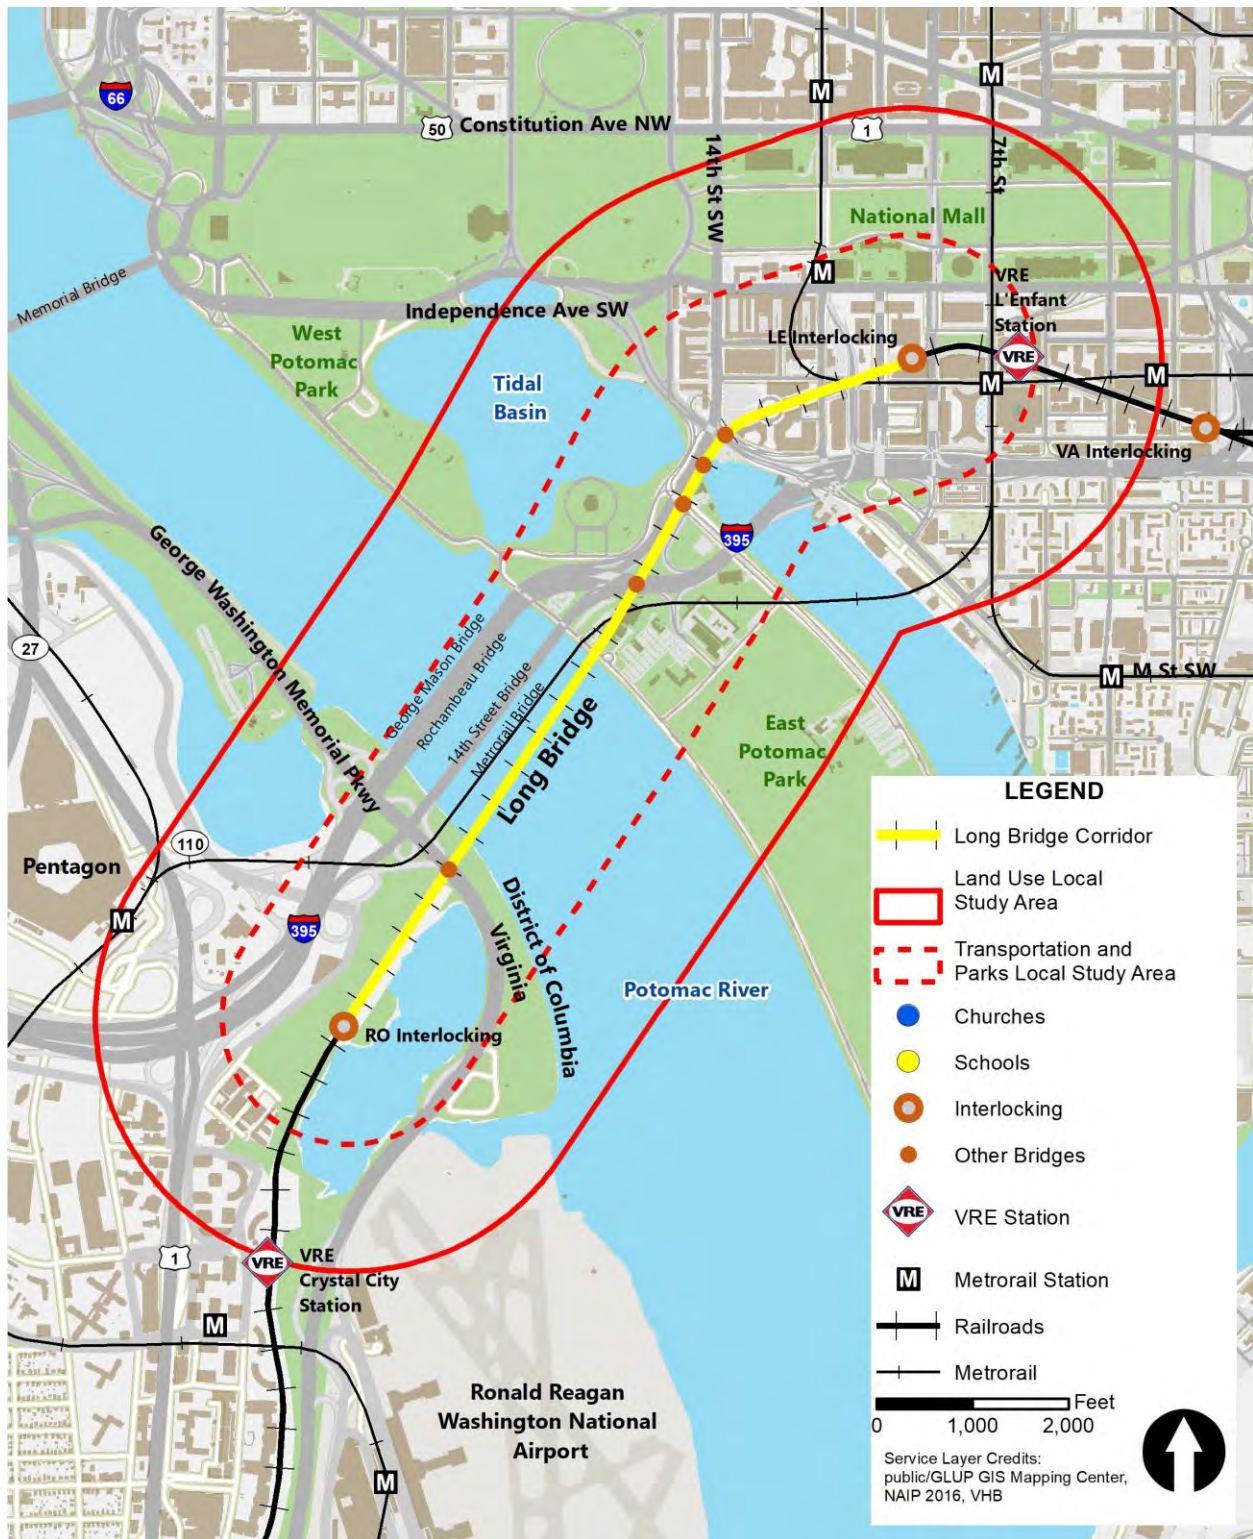 66
50
Constitution Ave NW
1
M
M
14th St SW
7th St
National Mall
Memorial Bridge
M
VRE
L'Enfant
Station
Independence Ave SW
LE Interlocking
VRE
West
Potomac
Park
Tidal
Basin
M
M
VA Interlocking
395
George Washington Memorial Pkwy
27
George Mason Bridge
Rochambeau Bridge
14th Street Bridge
Metrorail Bridge
Long Bridge
M
M St SW
East
Potomac
Park
110
Pentagon
M
395
District of Columbia
Virginia
Potomac River
RO Interlocking
1
VRE
VRE
Crystal City
Station
M
M
Ronald Reagan
Washington National
Airport
LEGEND
Long Bridge Corridor
Land Use Local
Study Area
Transportation and
Parks Local Study Area
Churches
Schools
Interlocking
Other Bridges
VRE
VRE Station
M
Metrorail Station
Railroads
Metrorail
Feet
0 1,000 2,000
Service Layer Credits:
public/GLUP GIS Mapping Center,
NAIP 2016, VHB